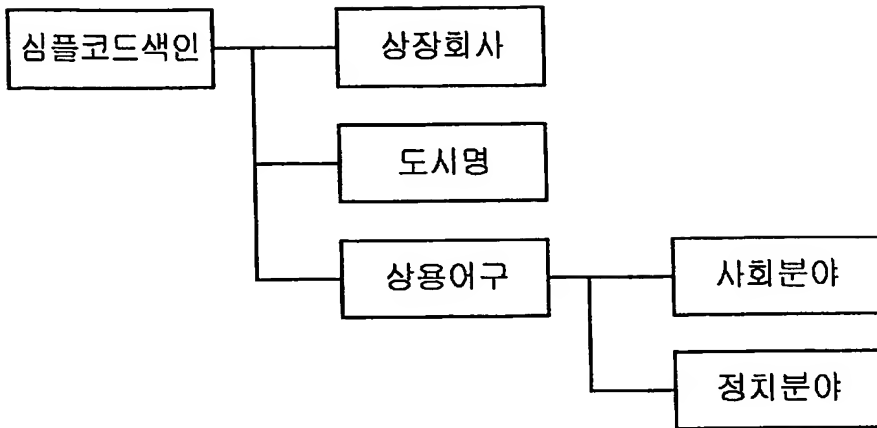 심플코드색인
상장회사
도시명
상용어구
사회분야
정치분야